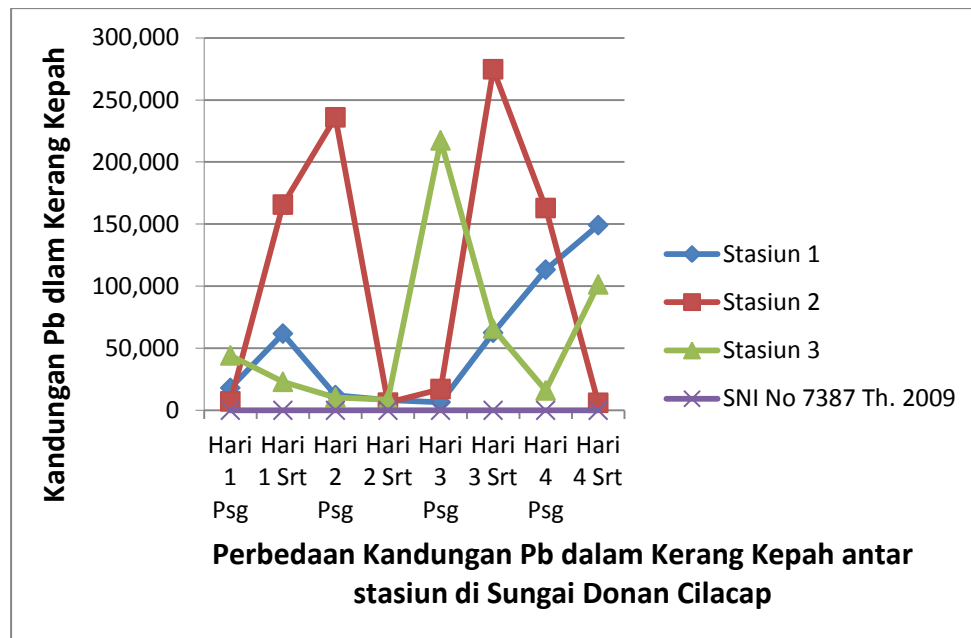 Kandungan Pb dlam Kerang Kepah
300,000
250,000
200,000
150,000
100,000
50,000
0
Hari 1 Psg
Hari 1 Srt
Hari 2 Psg
Hari 2 Srt
Hari 3 Psg
Hari 3 Srt
Hari 4 Psg
Hari 4 Srt
Stasiun 1
Stasiun 2
Stasiun 3
SNI No 7387 Th. 2009
Perbedaan Kandungan Pb dalam Kerang Kepah antar
stasiun di Sungai Donan Cilacap